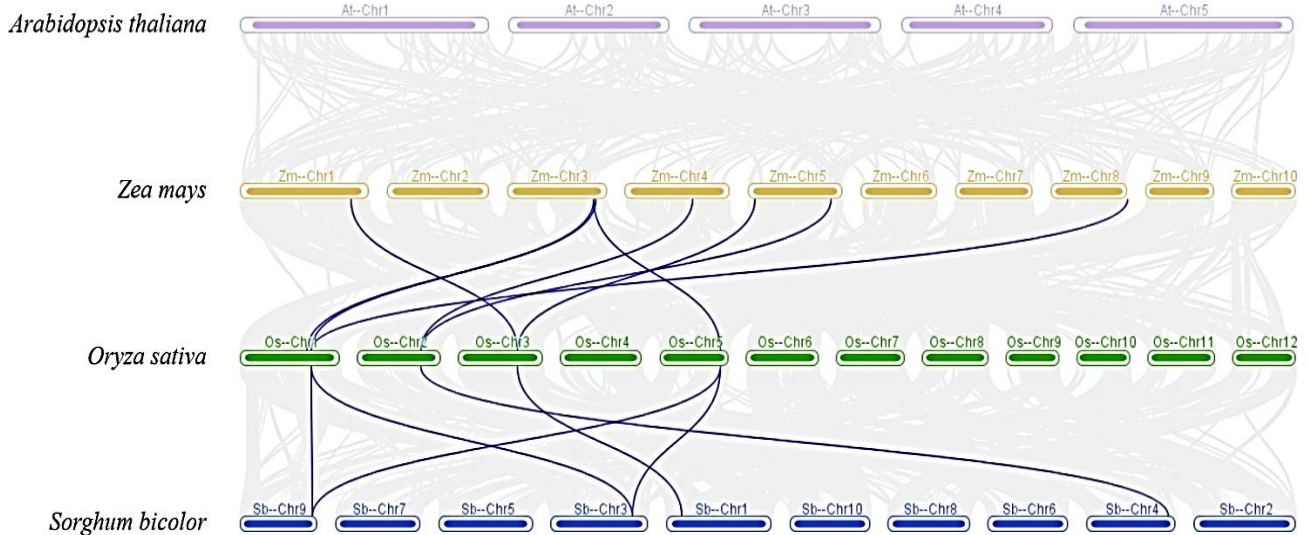 Arabidopsis thaliana At--Chr1 At--Chr2 At--Chr3 At--Chr4 At--Chr5
Zea mays Zm--Chr1 Zm--Chr2 Zm--Chr3 Zm--Chr4 Zm--Chr5 Zm--Chr6 Zm--Chr7 Zm--Chr8 Zm--Chr9 Zm--Chr10
Oryza sativa Os--Chr1 Os--Chr2 Os--Chr3 Os--Chr4 Os--Chr5 Os--Chr6 Os--Chr7 Os--Chr8 Os--Chr9 Os--Chr10 Os--Chr11 Os--Chr12
Sorghum bicolor Sb--Chr9 Sb--Chr7 Sb--Chr5 Sb--Chr3 Sb--Chr1 Sb--Chr10 Sb--Chr8 Sb--Chr6 Sb--Chr4 Sb--Chr2